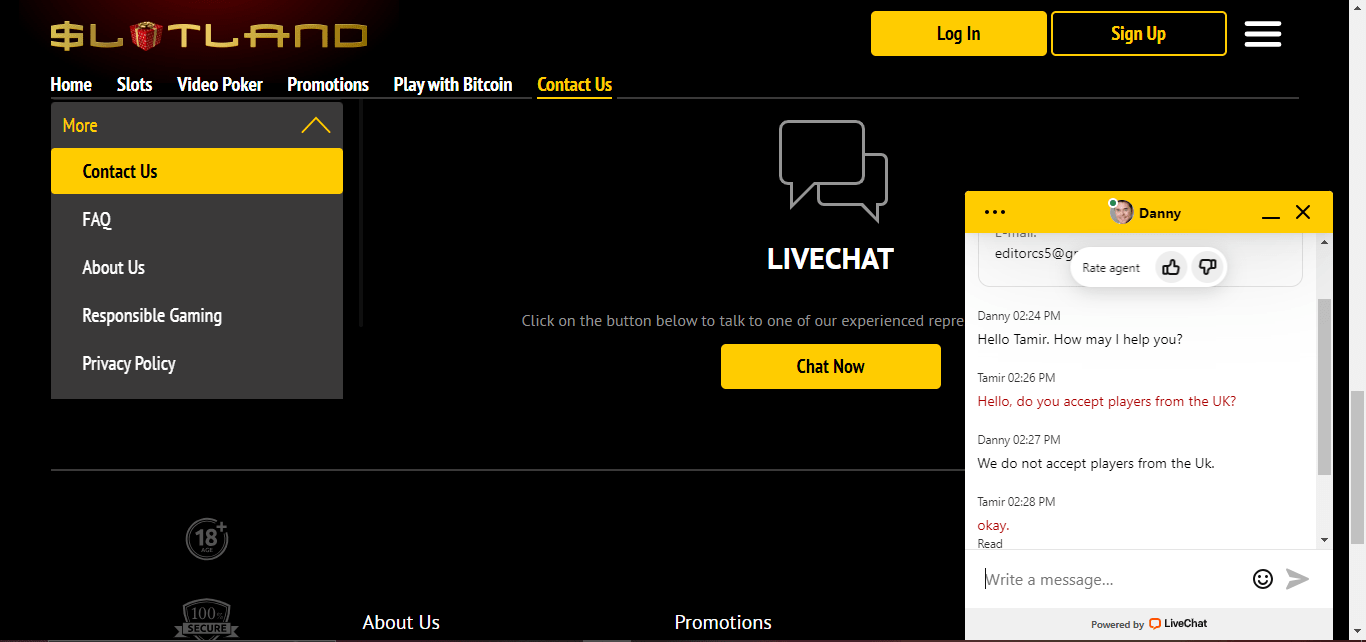 $LOTLAND
Log In
Sign Up
Home
Slots
Video Poker
Promotions
Play with Bitcoin
Contact Us
More
Contact Us
FAQ
About Us
Responsible Gaming
Privacy Policy
LIVECHAT
Click on the button below to talk to one of our experienced repre
Chat Now
18+
AGE
100%
SECURE
About Us
Promotions
Danny
E-mail:
editorcs5@g
Rate agent
Danny 02:24 PM
Hello Tamir. How may I help you?
Tamir 02:26 PM
Hello, do you accept players from the UK?
Danny 02:27 PM
We do not accept players from the Uk.
Tamir 02:28 PM
okay.
Read
Write a message...
Powered by LiveChat